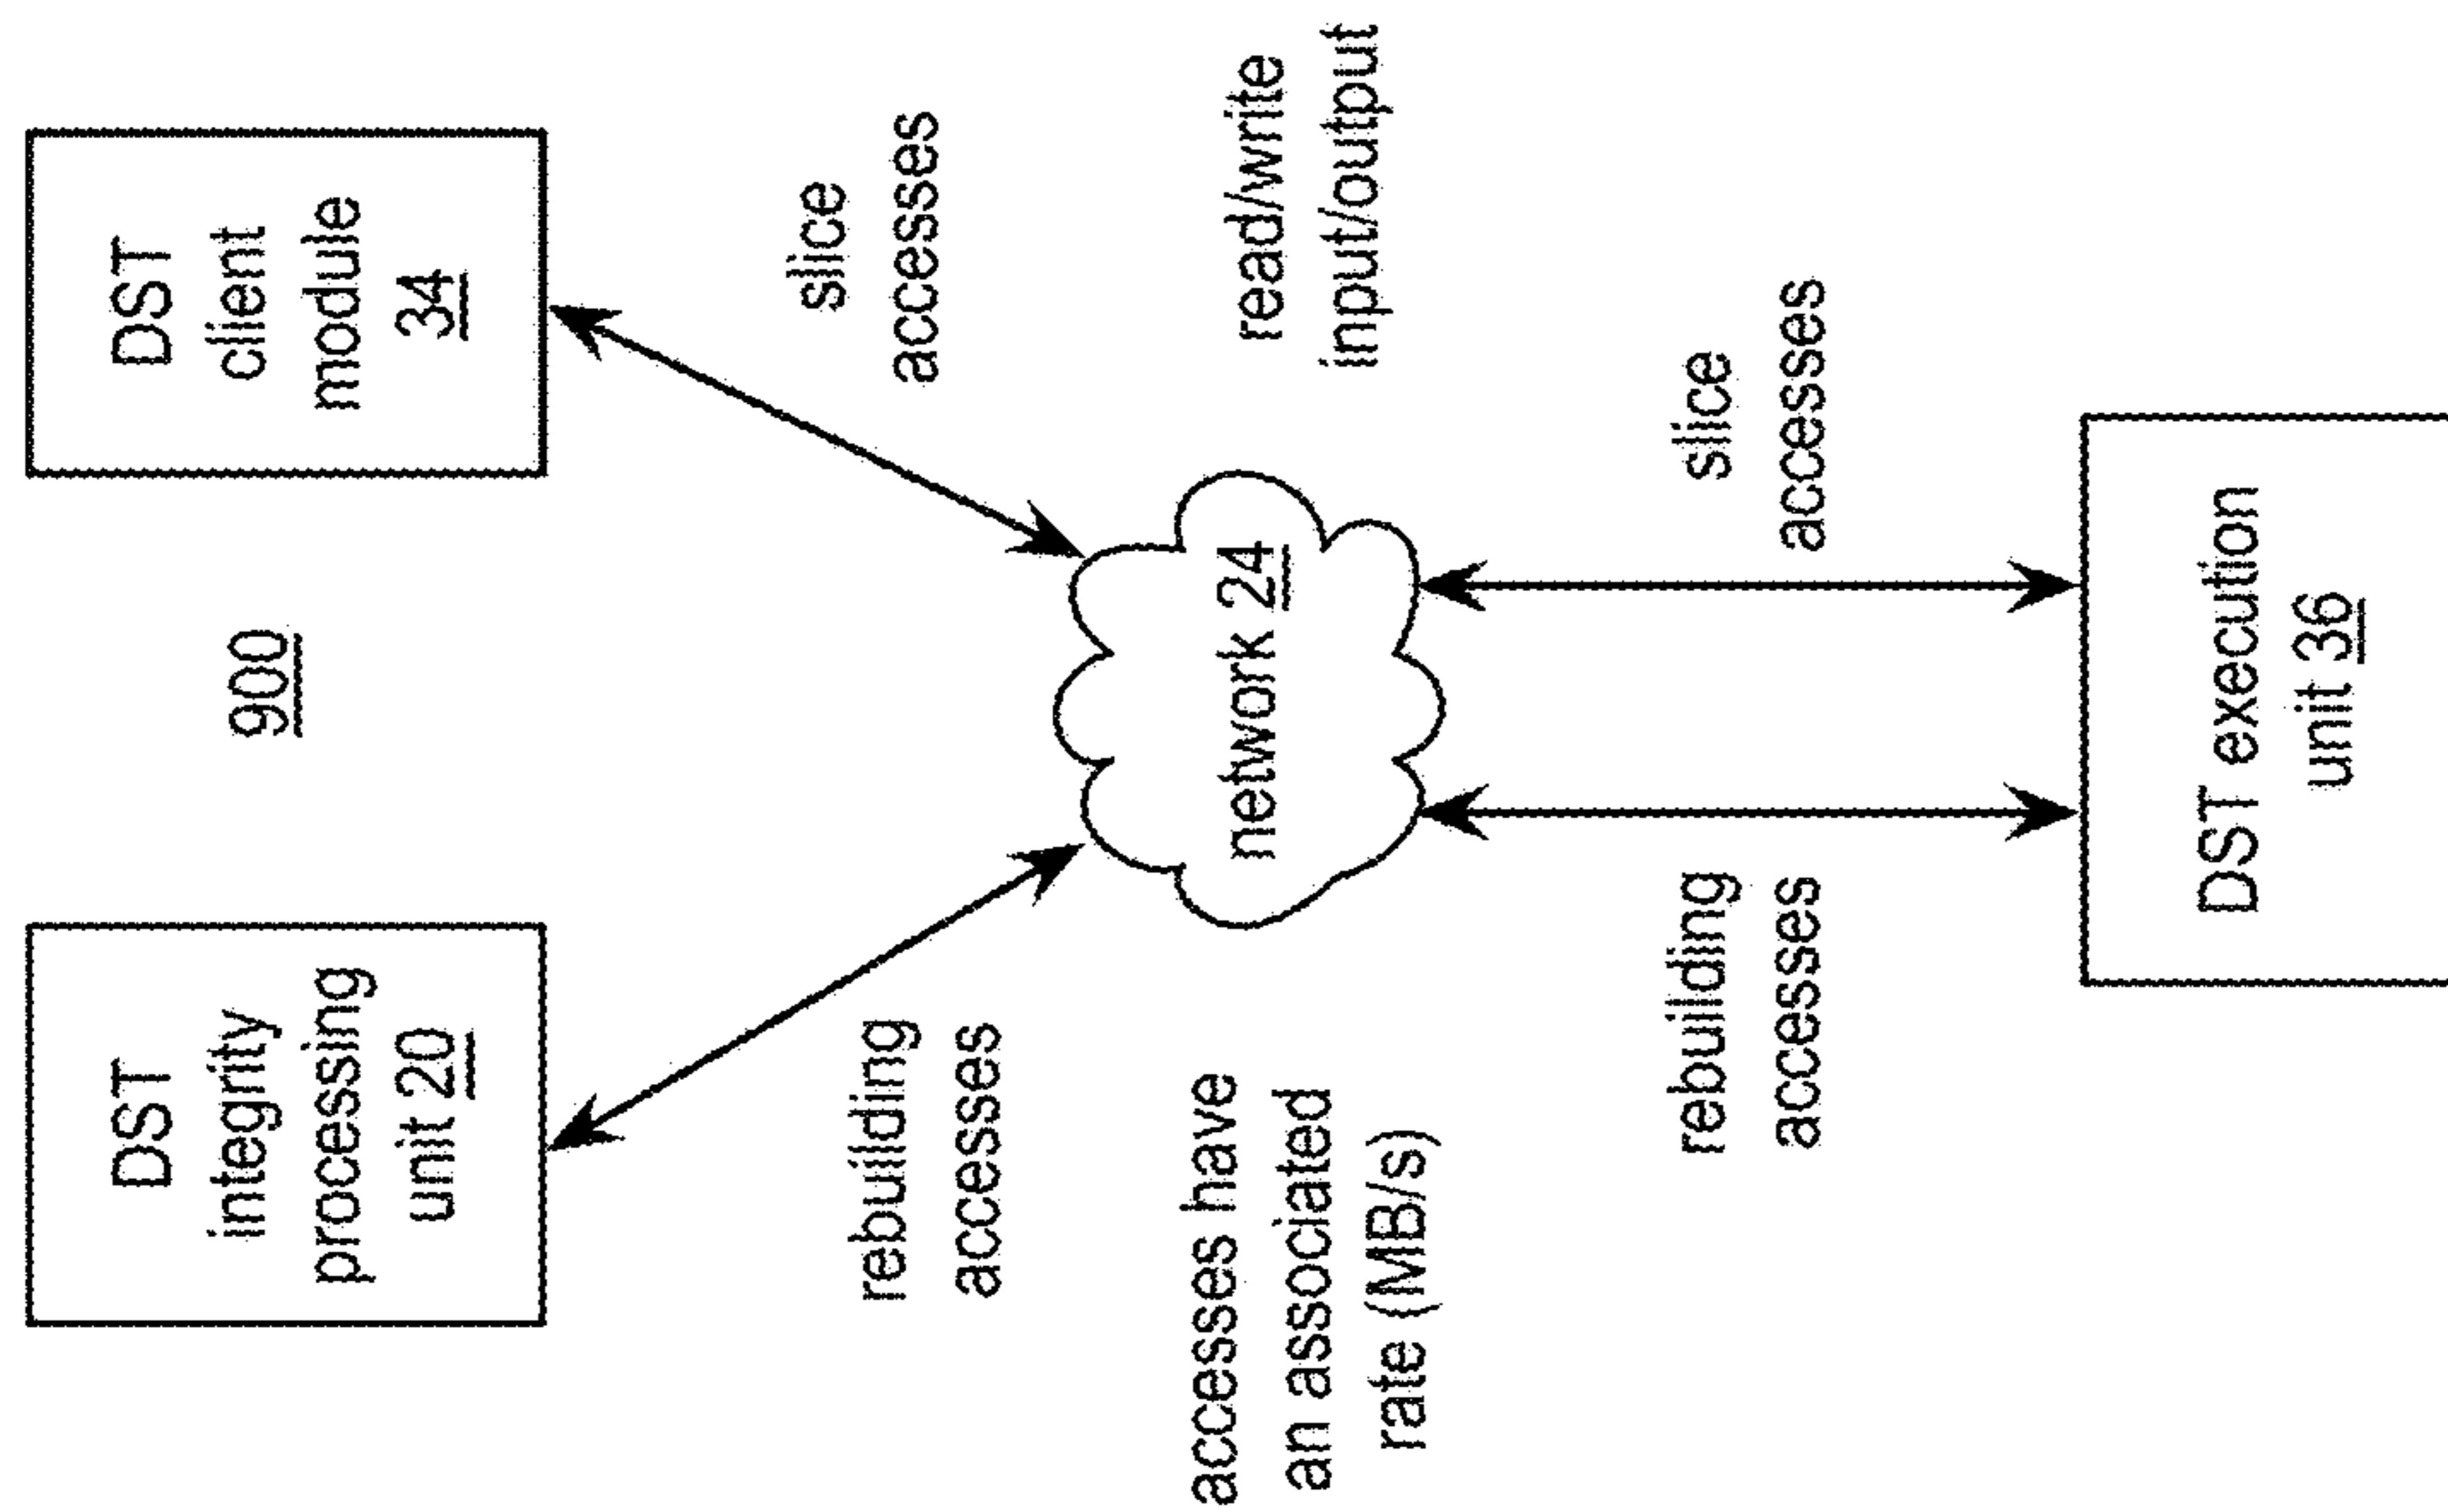 DST
integrity
processing
unit 20
900
DST
client
module
34
rebuilding
accesses
slice
accesses
accesses have
an associated
rate (MB/s)
network 24
read/write
input/output
rebuilding
accesses
slice
accesses
DST execution
unit 36